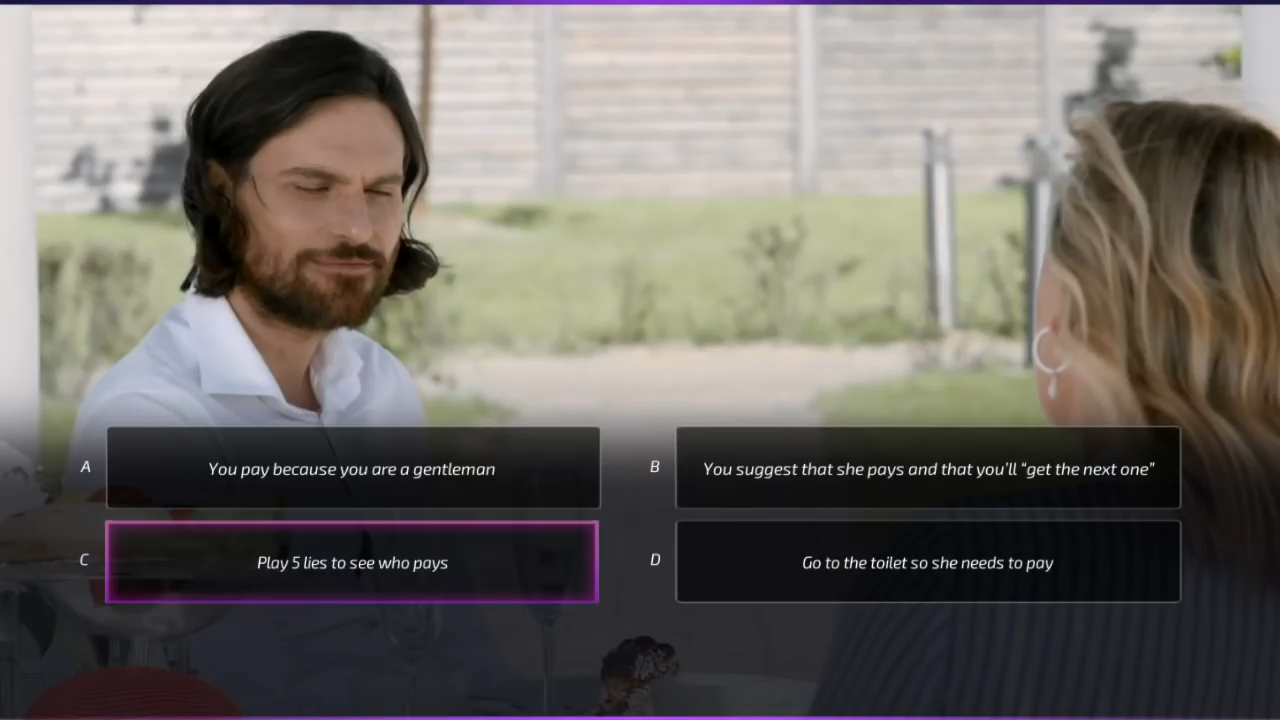 A
You pay because you are a gentleman
B
You suggest that she pays and that you'll "get the next one"
C
Play 5 lies to see who pays
D
Go to the toilet so she needs to pay